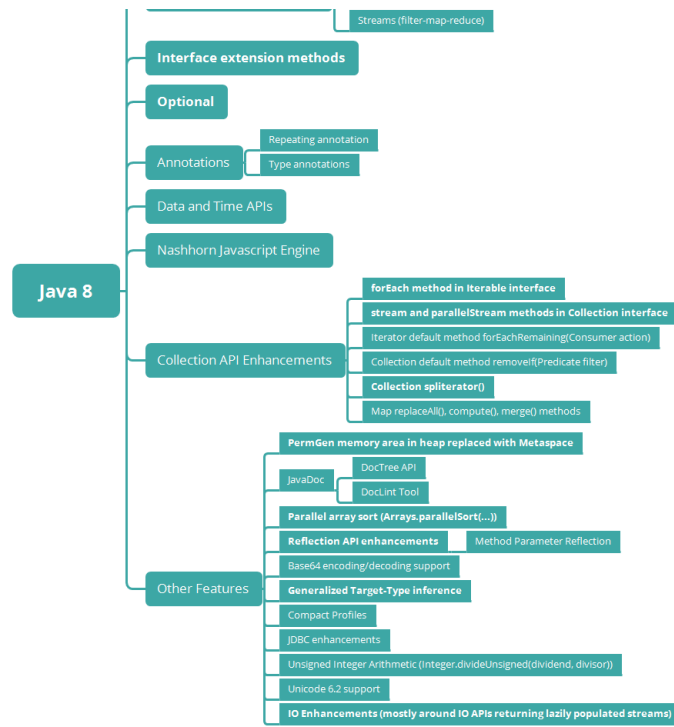 Streams (filter-map-reduce)
Interface extension methods
Optional
Repeating annotation
Annotations
Type annotations
Data and Time APIs
Nashhorn Javascript Engine
Java 8
forEach method in Iterable interface
stream and parallelStream methods in Collection interface
Iterator default method forEachRemaining(Consumer action)
Collection API Enhancements
Collection default method removeIf(Predicate filter)
Collection spliterator()
Map replaceAll(), compute(), merge() methods
PermGen memory area in heap replaced with Metaspace
DocTree API
JavaDoc
DocLint Tool
Parallel array sort (Arrays.parallelSort(...))
Reflection API enhancements
Method Parameter Reflection
Base64 encoding/decoding support
Other Features
Generalized Target-Type inference
Compact Profiles
JDBC enhancements
Unsigned Integer Arithmetic (Integer.divideUnsigned(dividend, divisor))
Unicode 6.2 support
IO Enhancements (mostly around IO APIs returning lazily populated streams)